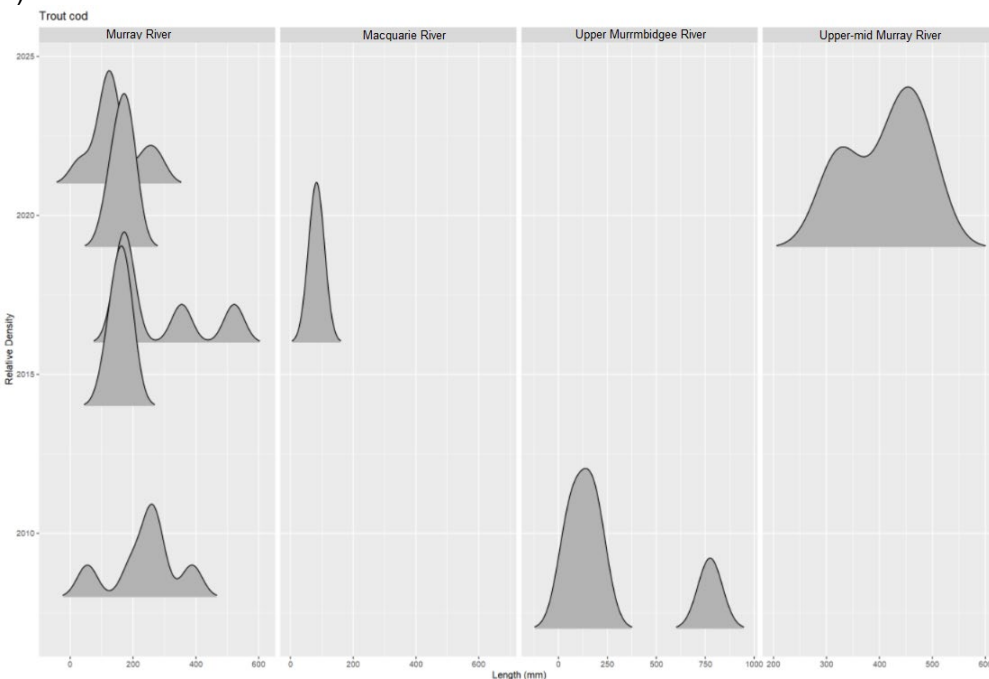 )
Trout cod
Murray River Macquarie River Upper Murrmbidgee River Upper-mid Murray River
2025
2020
2015
2010
Relative Density
0 200 400 600 0 200 400 600 0 250 500 750 1000 200 300 400 500 600
Length (mm)